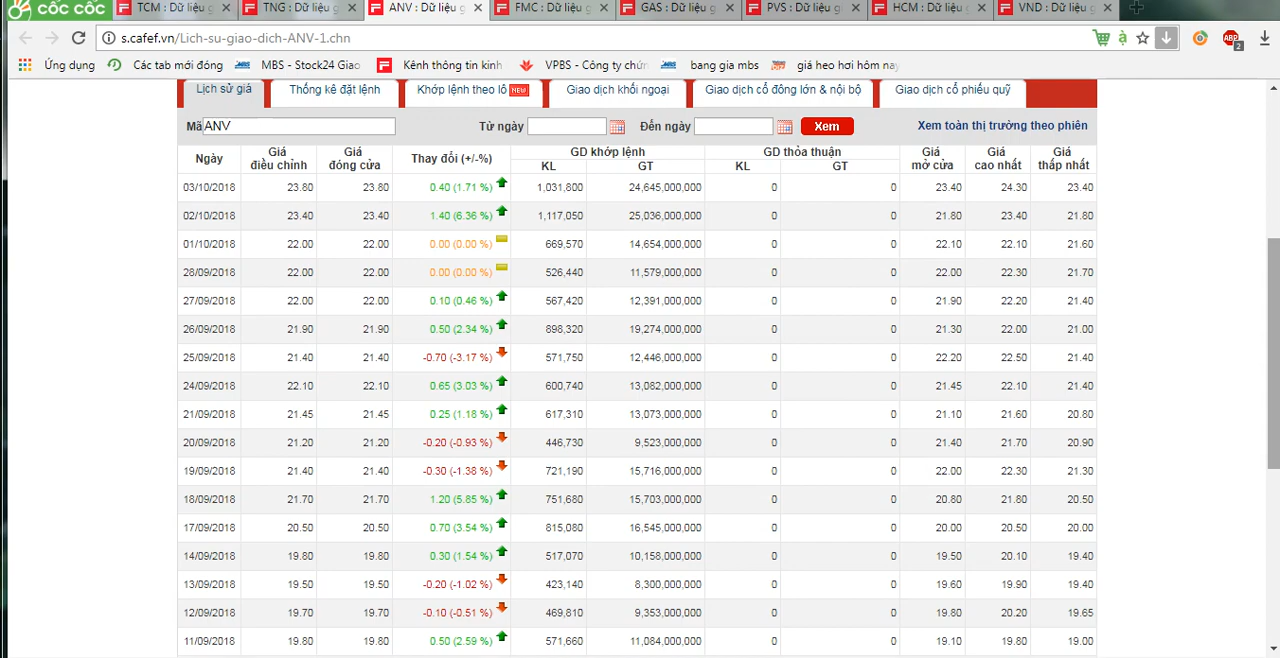 cốc cốc TCM : Dữ liệu g TNG : Dữ liệu g ANV : Dữ liệu g FMC : Dữ liệu g GAS : Dữ liệu g PVS : Dữ liệu g HCM : Dữ liệu VND : Dữ liệu g
s.cafef.vn/Lich-su-giao-dich-ANV-1.chn ABP 2
Ứng dụng Các tab mới đóng MBS - Stock24 Giao Kênh thông tin kinh VPBS - Công ty chứn bang gia mbs giá heo hơi hôm nay
Lịch sử giá Thống kê đặt lệnh Khớp lệnh theo lô NEW Giao dịch khối ngoại Giao dịch cổ đông lớn & nội bộ Giao dịch cổ phiếu quỹ
Mã ANV Từ ngày Đến ngày Xem Xem toàn thị trường theo phiên
Ngày Giá điều chỉnh Giá đóng cửa Thay đổi (+/-%) GD khớp lệnh GD thỏa thuận Giá mở cửa Giá cao nhất Giá thấp nhất
KL GT KL GT
03/10/2018 23.80 23.80 0.40 (1.71 %) 1,031,800 24,645,000,000 0 0 23.40 24.30 23.40
02/10/2018 23.40 23.40 1.40 (6.36 %) 1,117,050 25,036,000,000 0 0 21.80 23.40 21.80
01/10/2018 22.00 22.00 0.00 (0.00 %) 669,570 14,654,000,000 0 0 22.10 22.10 21.60
28/09/2018 22.00 22.00 0.00 (0.00 %) 526,440 11,579,000,000 0 0 22.00 22.30 21.70
27/09/2018 22.00 22.00 0.10 (0.46 %) 567,420 12,391,000,000 0 0 21.90 22.20 21.40
26/09/2018 21.90 21.90 0.50 (2.34 %) 898,320 19,274,000,000 0 0 21.30 22.00 21.00
25/09/2018 21.40 21.40 -0.70 (-3.17 %) 571,750 12,446,000,000 0 0 22.20 22.50 21.40
24/09/2018 22.10 22.10 0.65 (3.03 %) 600,740 13,082,000,000 0 0 21.45 22.10 21.40
21/09/2018 21.45 21.45 0.25 (1.18 %) 617,310 13,073,000,000 0 0 21.10 21.60 20.80
20/09/2018 21.20 21.20 -0.20 (-0.93 %) 446,730 9,523,000,000 0 0 21.40 21.70 20.90
19/09/2018 21.40 21.40 -0.30 (-1.38 %) 721,190 15,716,000,000 0 0 22.00 22.30 21.30
18/09/2018 21.70 21.70 1.20 (5.85 %) 751,680 15,703,000,000 0 0 20.80 21.80 20.50
17/09/2018 20.50 20.50 0.70 (3.54 %) 815,080 16,545,000,000 0 0 20.00 20.50 20.00
14/09/2018 19.80 19.80 0.30 (1.54 %) 517,070 10,158,000,000 0 0 19.50 20.10 19.40
13/09/2018 19.50 19.50 -0.20 (-1.02 %) 423,140 8,300,000,000 0 0 19.60 19.90 19.40
12/09/2018 19.70 19.70 -0.10 (-0.51 %) 469,810 9,353,000,000 0 0 19.80 20.20 19.65
11/09/2018 19.80 19.80 0.50 (2.59 %) 571,660 11,084,000,000 0 0 19.10 19.80 19.00